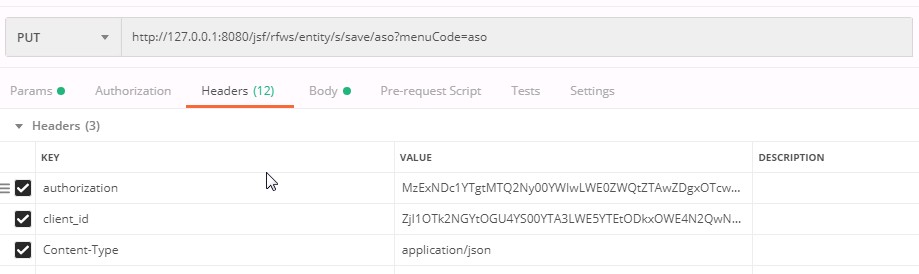 PUT http://127.0.0.1:8080/jsf/rfws/entity/s/save/aso?menuCode=aso
Params Authorization Headers (12) Body Pre-request Script Tests Settings
Headers (3)
KEY VALUE DESCRIPTION
authorization MzExNDc1YTgtMTQ2Ny00YWIwLWE0ZWQtZTAwZDgxOTcw...
client_id ZjI1OTk2NGYtOGU4YS00YTA3LWE5YTEtODkxOWE4N2QwN...
Content-Type application/json